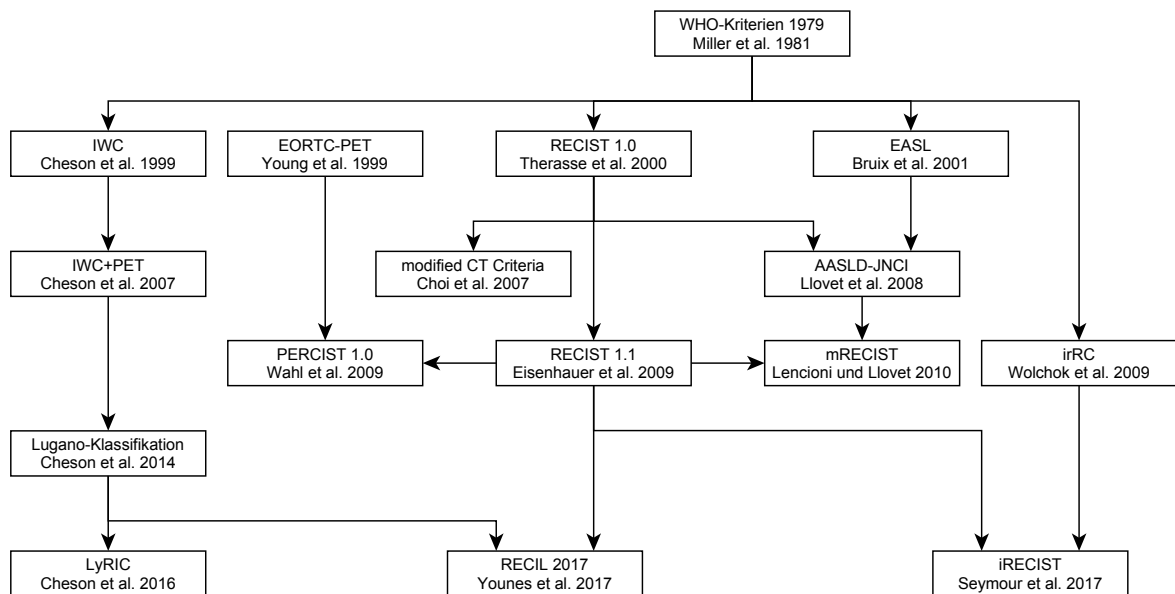 WHO-Kriterien 1979
Miller et al. 1981
IWC
Cheson et al. 1999
EORTC-PET
Young et al. 1999
RECIST 1.0
Therasse et al. 2000
EASL
Bruix et al. 2001
IWC+PET
Cheson et al. 2007
modified CT Criteria
Choi et al. 2007
AASLD-JNCI
Llovet et al. 2008
PERCIST 1.0
Wahl et al. 2009
RECIST 1.1
Eisenhauer et al. 2009
mRECIST
Lencioni und Llovet 2010
irRC
Wolchok et al. 2009
Lugano-Klassifikation
Cheson et al. 2014
LyRIC
Cheson et al. 2016
RECIL 2017
Younes et al. 2017
iRECIST
Seymour et al. 2017